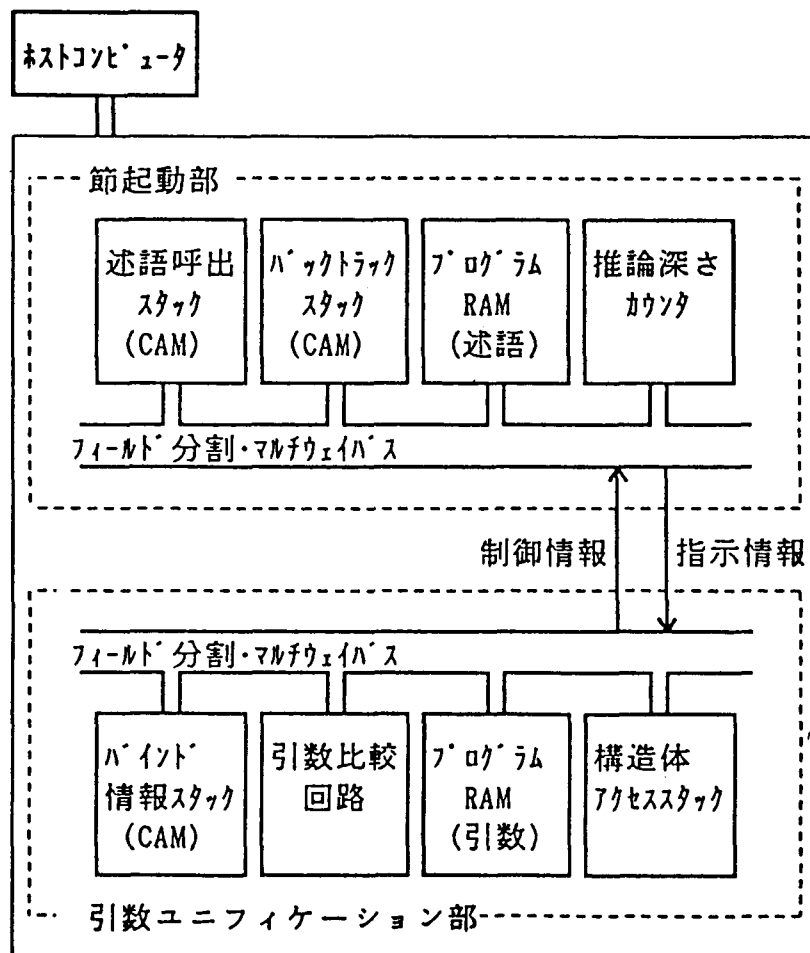 ﾎｽﾄｺﾝﾋﾟｭｰﾀ
節起動部
述語呼出
ｽﾀｯｸ
(CAM)
ﾊﾞｯｸﾄﾗｯｸ
ｽﾀｯｸ
(CAM)
ﾌﾟﾛｸﾞﾗﾑ
RAM
(述語)
推論深さ
ｶｳﾝﾀ
ﾌｨｰﾙﾄﾞ分割･ﾏﾙﾁｳｪｲﾊﾞｽ
制御情報
指示情報
ﾌｨｰﾙﾄﾞ分割･ﾏﾙﾁｳｪｲﾊﾞｽ
ﾊﾞｲﾝﾄﾞ
情報ｽﾀｯｸ
(CAM)
引数比較
回路
ﾌﾟﾛｸﾞﾗﾑ
RAM
(引数)
構造体
ｱｸｾｽｽﾀｯｸ
引数ユニフィケーション部